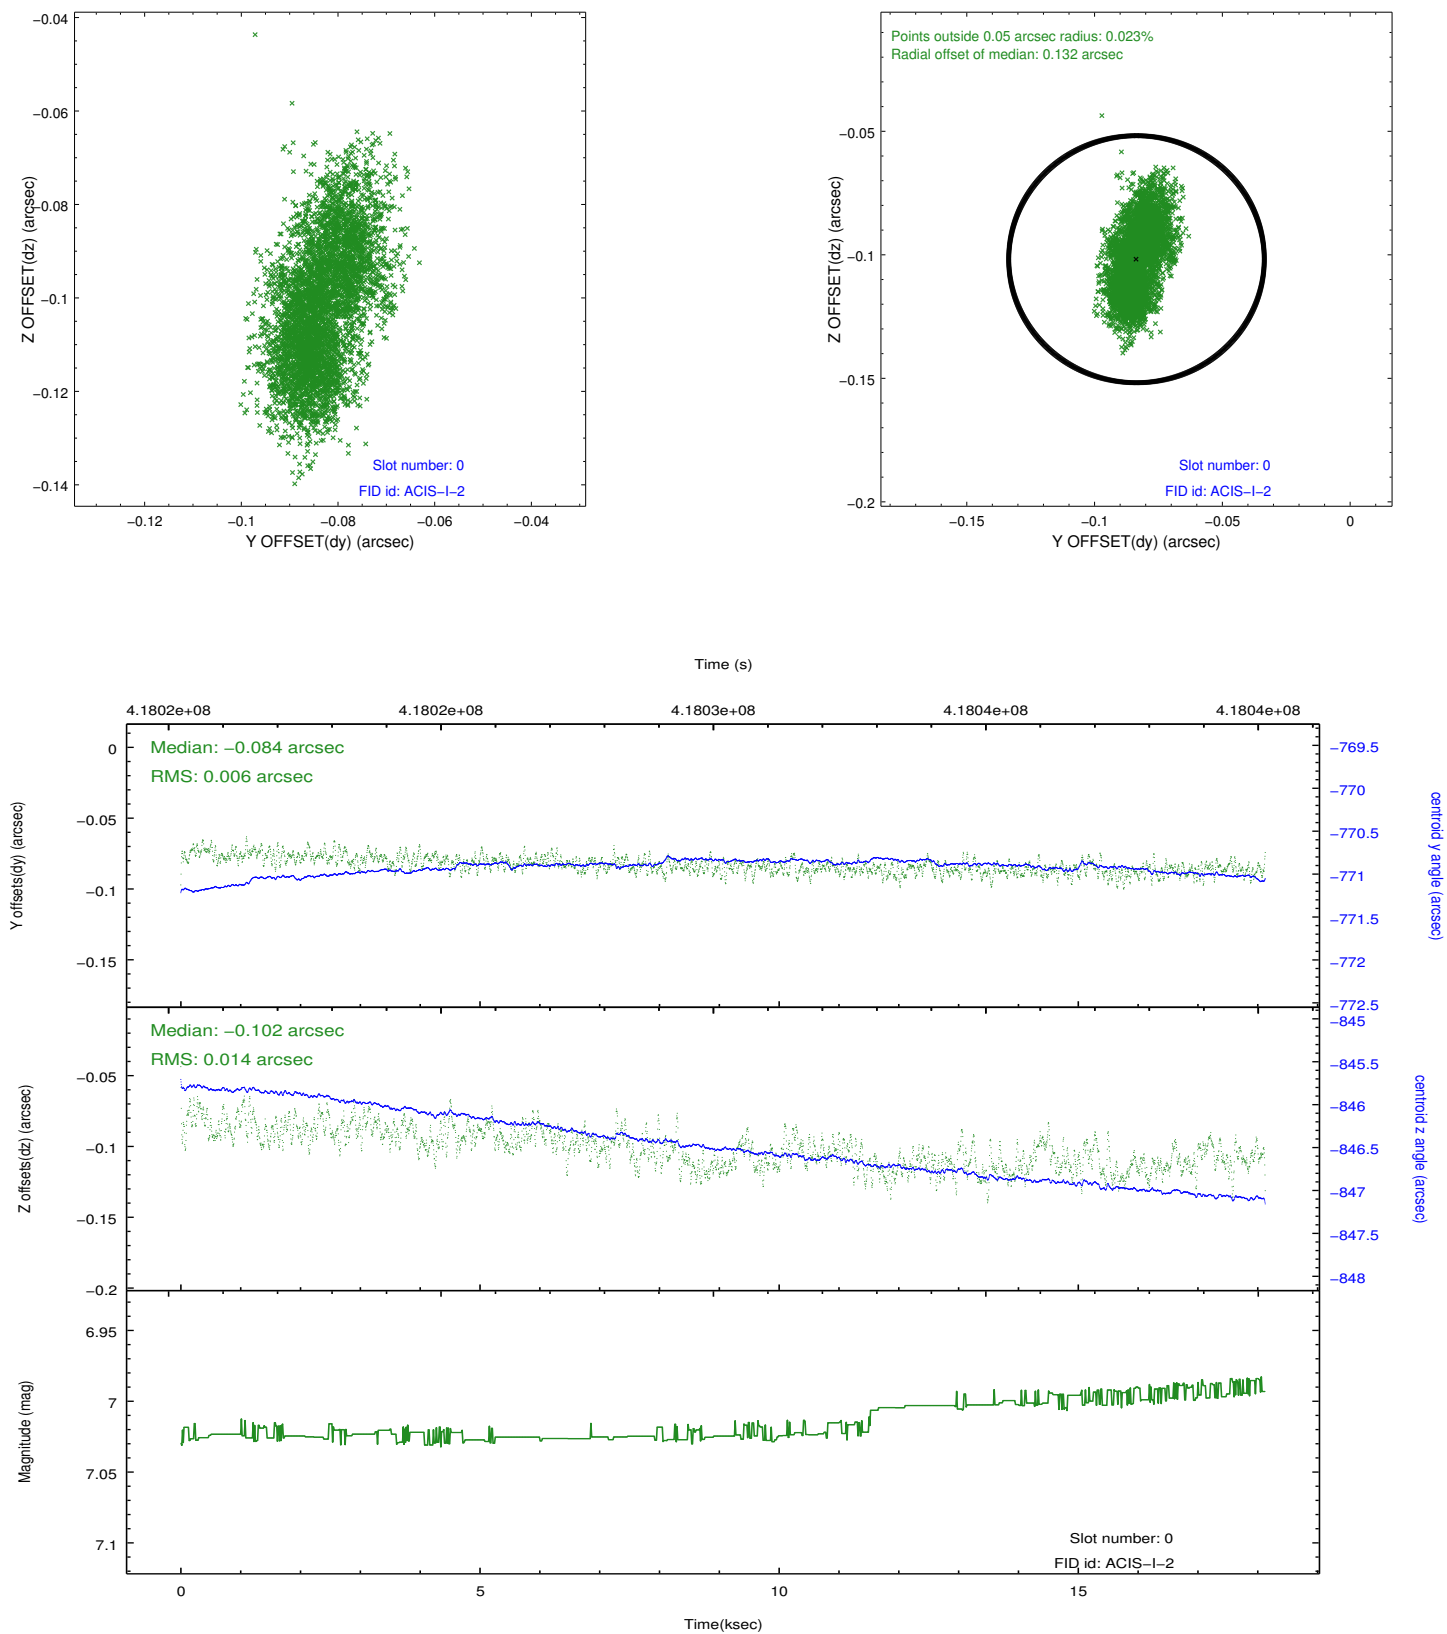 −0.04
−0.06
−0.08
−0.1
−0.12
−0.14
Z OFFSET(dz) (arcsec)
Slot number: 0
FID id: ACIS−I−2
−0.12
−0.1
−0.08
−0.06
−0.04
Y OFFSET(dy) (arcsec)
Points outside 0.05 arcsec radius: 0.023%
Radial offset of median: 0.132 arcsec
−0.05
−0.1
−0.15
−0.2
Z OFFSET(dz) (arcsec)
Slot number: 0
FID id: ACIS−I−2
−0.15
−0.1
−0.05
0
Y OFFSET(dy) (arcsec)
Time (s)
4.1802e+08
4.1802e+08
4.1803e+08
4.1804e+08
4.1804e+08
Median: −0.084 arcsec
RMS: 0.006 arcsec
0
−0.05
−0.1
−0.15
Y offsets(dy) (arcsec)
−769.5
−770
−770.5
−771
−771.5
−772
−772.5
centroid y angle (arcsec)
Median: −0.102 arcsec
RMS: 0.014 arcsec
−0.05
−0.1
−0.15
−0.2
Z offsets(dz) (arcsec)
−845
−845.5
−846
−846.5
−847
−847.5
−848
centroid z angle (arcsec)
6.95
7
7.05
7.1
Magnitude (mag)
Slot number: 0
FID id: ACIS−I−2
0
5
10
15
Time(ksec)